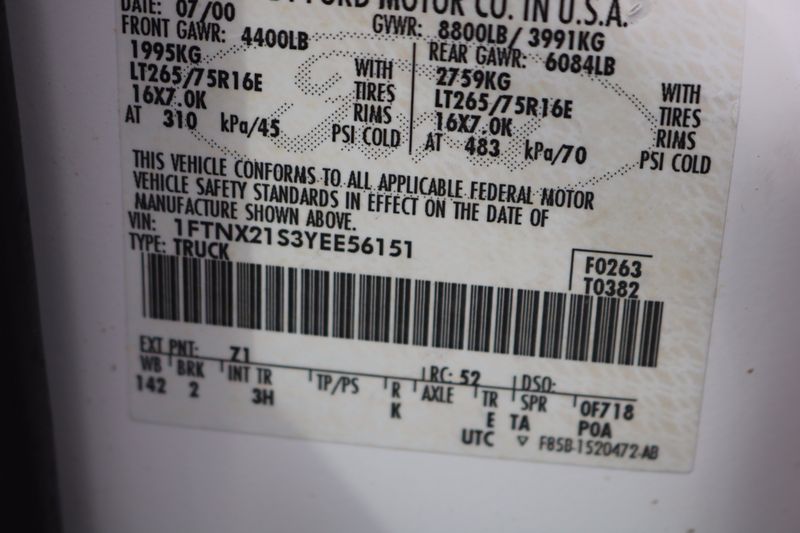 FORD MOTOR CO. IN U.S.A.
DATE: 07/00 GVWR: 8800LB/ 3991KG
FRONT GAWR: 4400LB REAR GAWR: 6084LB
1995KG WITH 2759KG WITH
LT265/75R16E TIRES LT265/75R16E TIRES
16X7.0K RIMS 16X7.0K RIMS
AT 310 kPa/45 PSI COLD AT 483 kPa/70 PSI COLD
THIS VEHICLE CONFORMS TO ALL APPLICABLE FEDERAL MOTOR
VEHICLE SAFETY STANDARDS IN EFFECT ON THE DATE OF
MANUFACTURE SHOWN ABOVE.
VIN: 1FTNX21S3YEE56151
TYPE: TRUCK F0263
T0382
EXT PNT: Z1 RC: 52 DSO:
WB BRK INT TR TP/PS R AXLE TR SPR 0F718
142 2 3H K E TA P0A
UTC ▽ F85B-1520472-AB